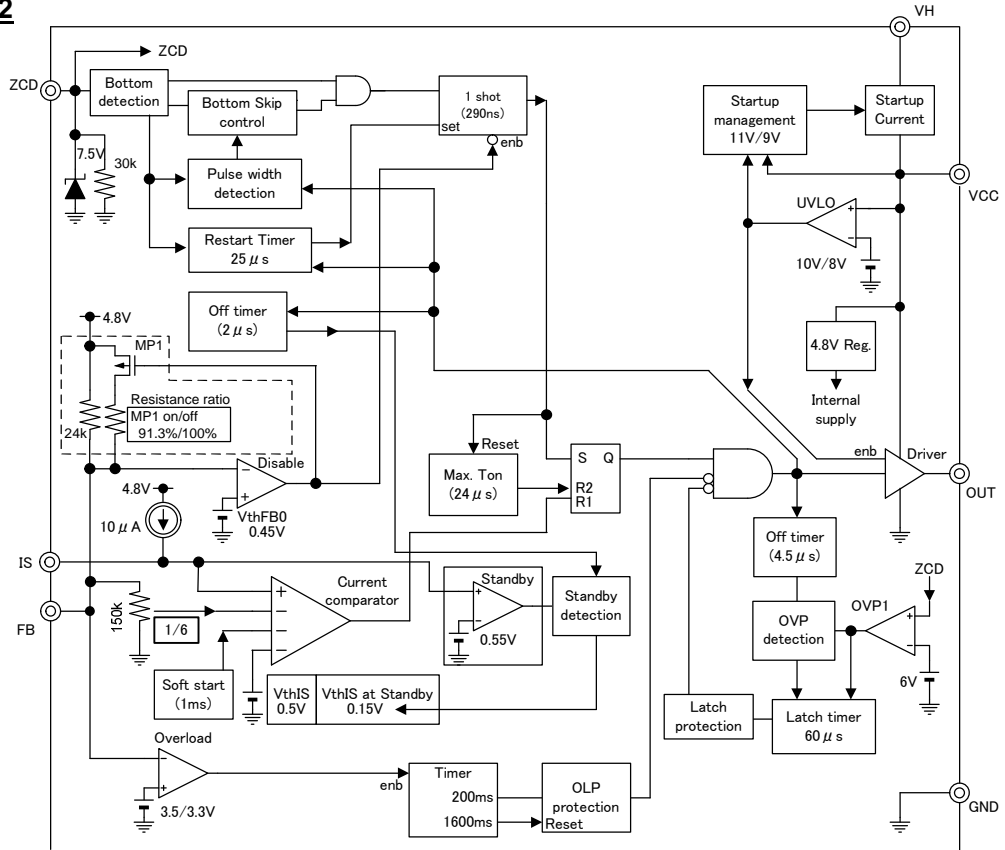 2
VH
ZCD
ZCD
Bottom
detection
Bottom Skip
control
1 shot
(290ns)
set
enb
Startup
management
11V/9V
Startup
Current
7.5V
30k
Pulse width
detection
VCC
UVLO
+
−
10V/8V
Restart Timer
25μs
Off timer
(2μs)
4.8V
MP1
4.8V Reg.
Internal
supply
Resistance ratio
MP1 on/off
91.3%/100%
24k
Disable
−
+
VthFB0
0.45V
4.8V
10μA
Reset
Max. Ton
(24μs)
S Q
R2
R1
enb
Driver
OUT
Off timer
(4.5μs)
IS
FB
150k
1/6
+
−
−
−
Current
comparator
Soft start
(1ms)
VthIS
0.5V
VthIS at Standby
0.15V
Standby
+
−
0.55V
Standby
detection
ZCD
OVP
detection
OVP1
+
−
6V
Latch
protection
Latch timer
60μs
Overload
−
+
3.5/3.3V
enb
Timer
200ms
1600ms
OLP
protection
Reset
GND